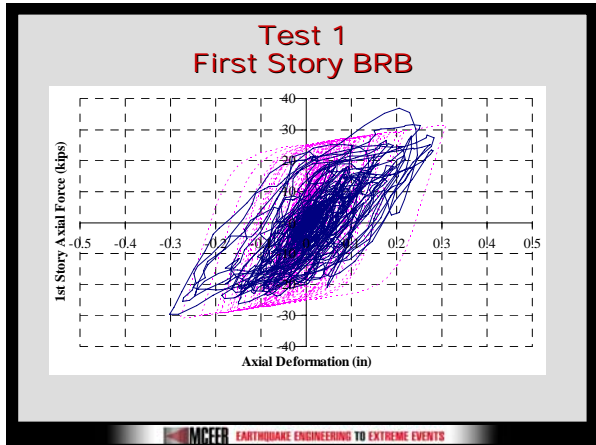 Test 1
First Story BRB
40
30
20
-0.5 -0.4 -0.3 -0.2 0.2 0.3 0.4 0.5
-30
-40
1st Story Axial Force (kips)
Axial Deformation (in)
MCEER EARTHQUAKE ENGINEERING TO EXTREME EVENTS